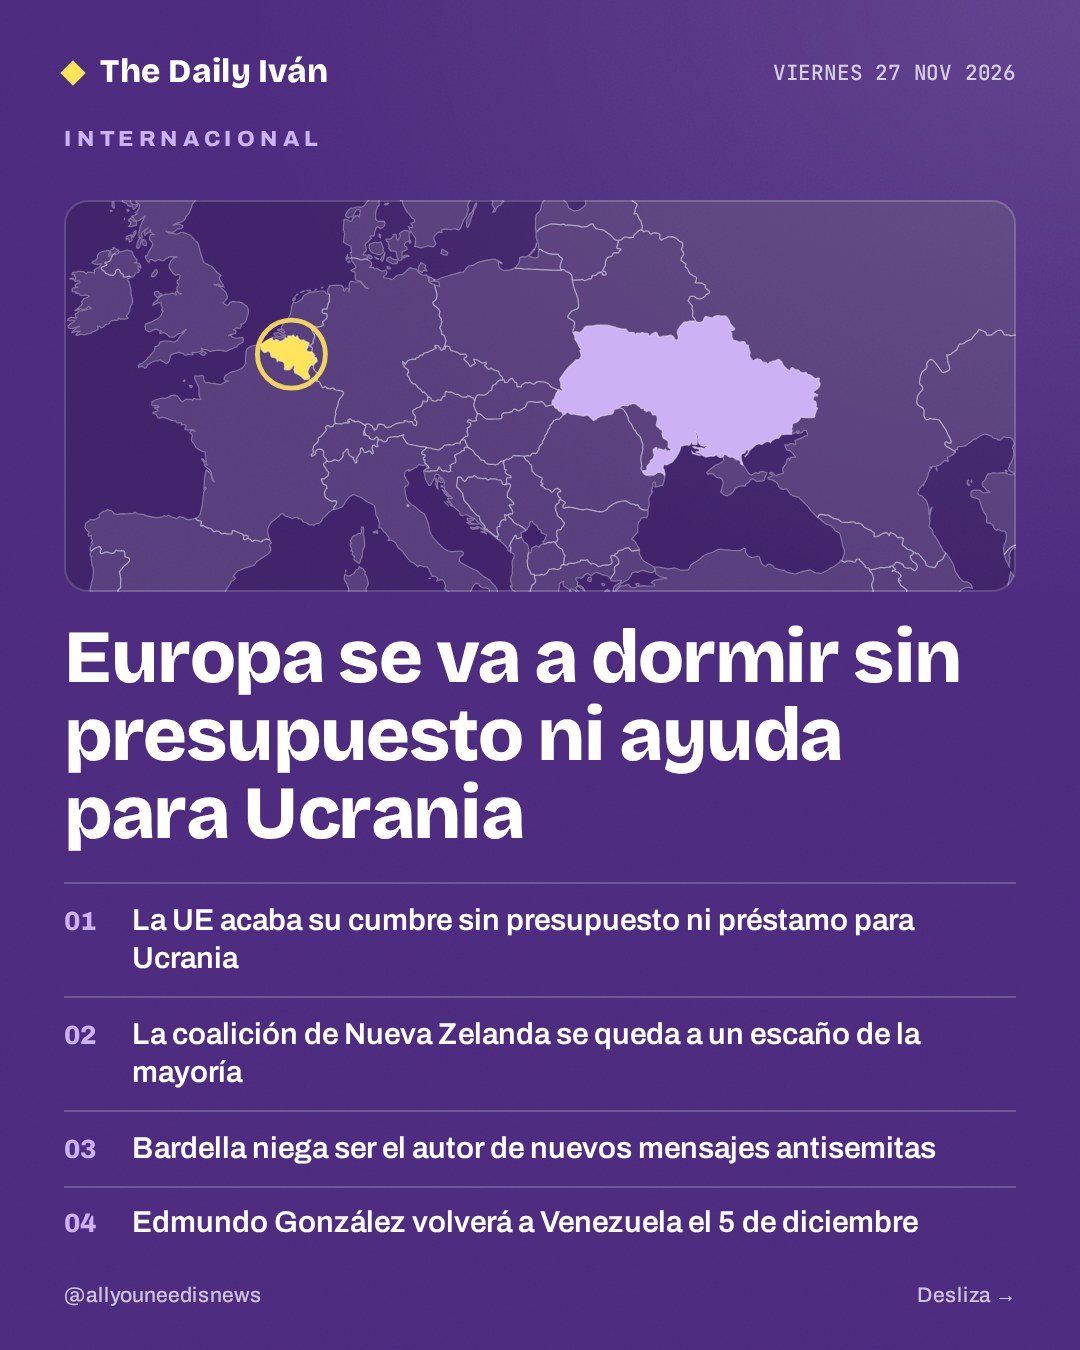 The Daily Iván
VIERNES 27 NOV 2026
INTERNACIONAL
Europa se va a dormir sin
presupuesto ni ayuda
para Ucrania
01 La UE acaba su cumbre sin presupuesto ni préstamo para
Ucrania
02 La coalición de Nueva Zelanda se queda a un escaño de la
mayoría
03 Bardella niega ser el autor de nuevos mensajes antisemitas
04 Edmundo González volverá a Venezuela el 5 de diciembre
@allyouneedisnews
Desliza →